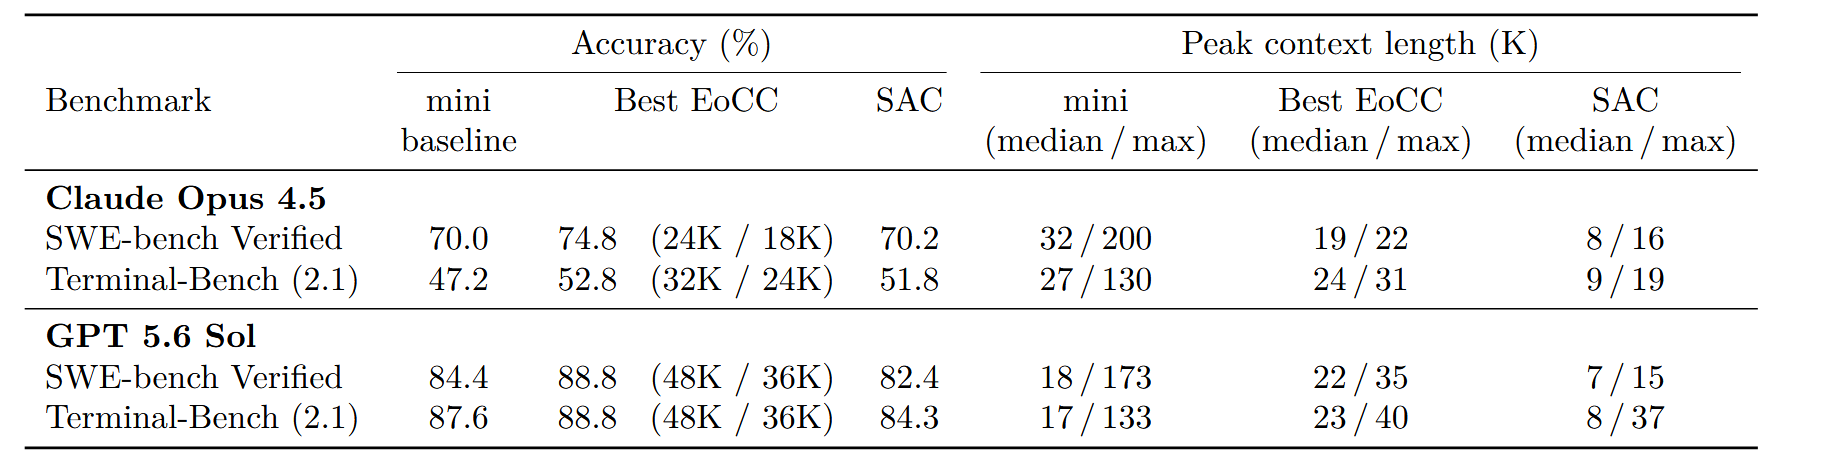 Accuracy (%) Peak context length (K)
Benchmark mini Best EoCC SAC mini Best EoCC SAC
baseline (median / max) (median / max) (median / max)
Claude Opus 4.5
SWE-bench Verified 70.0 74.8 (24K / 18K) 70.2 32 / 200 19 / 22 8 / 16
Terminal-Bench (2.1) 47.2 52.8 (32K / 24K) 51.8 27 / 130 24 / 31 9 / 19
GPT 5.6 Sol
SWE-bench Verified 84.4 88.8 (48K / 36K) 82.4 18 / 173 22 / 35 7 / 15
Terminal-Bench (2.1) 87.6 88.8 (48K / 36K) 84.3 17 / 133 23 / 40 8 / 37